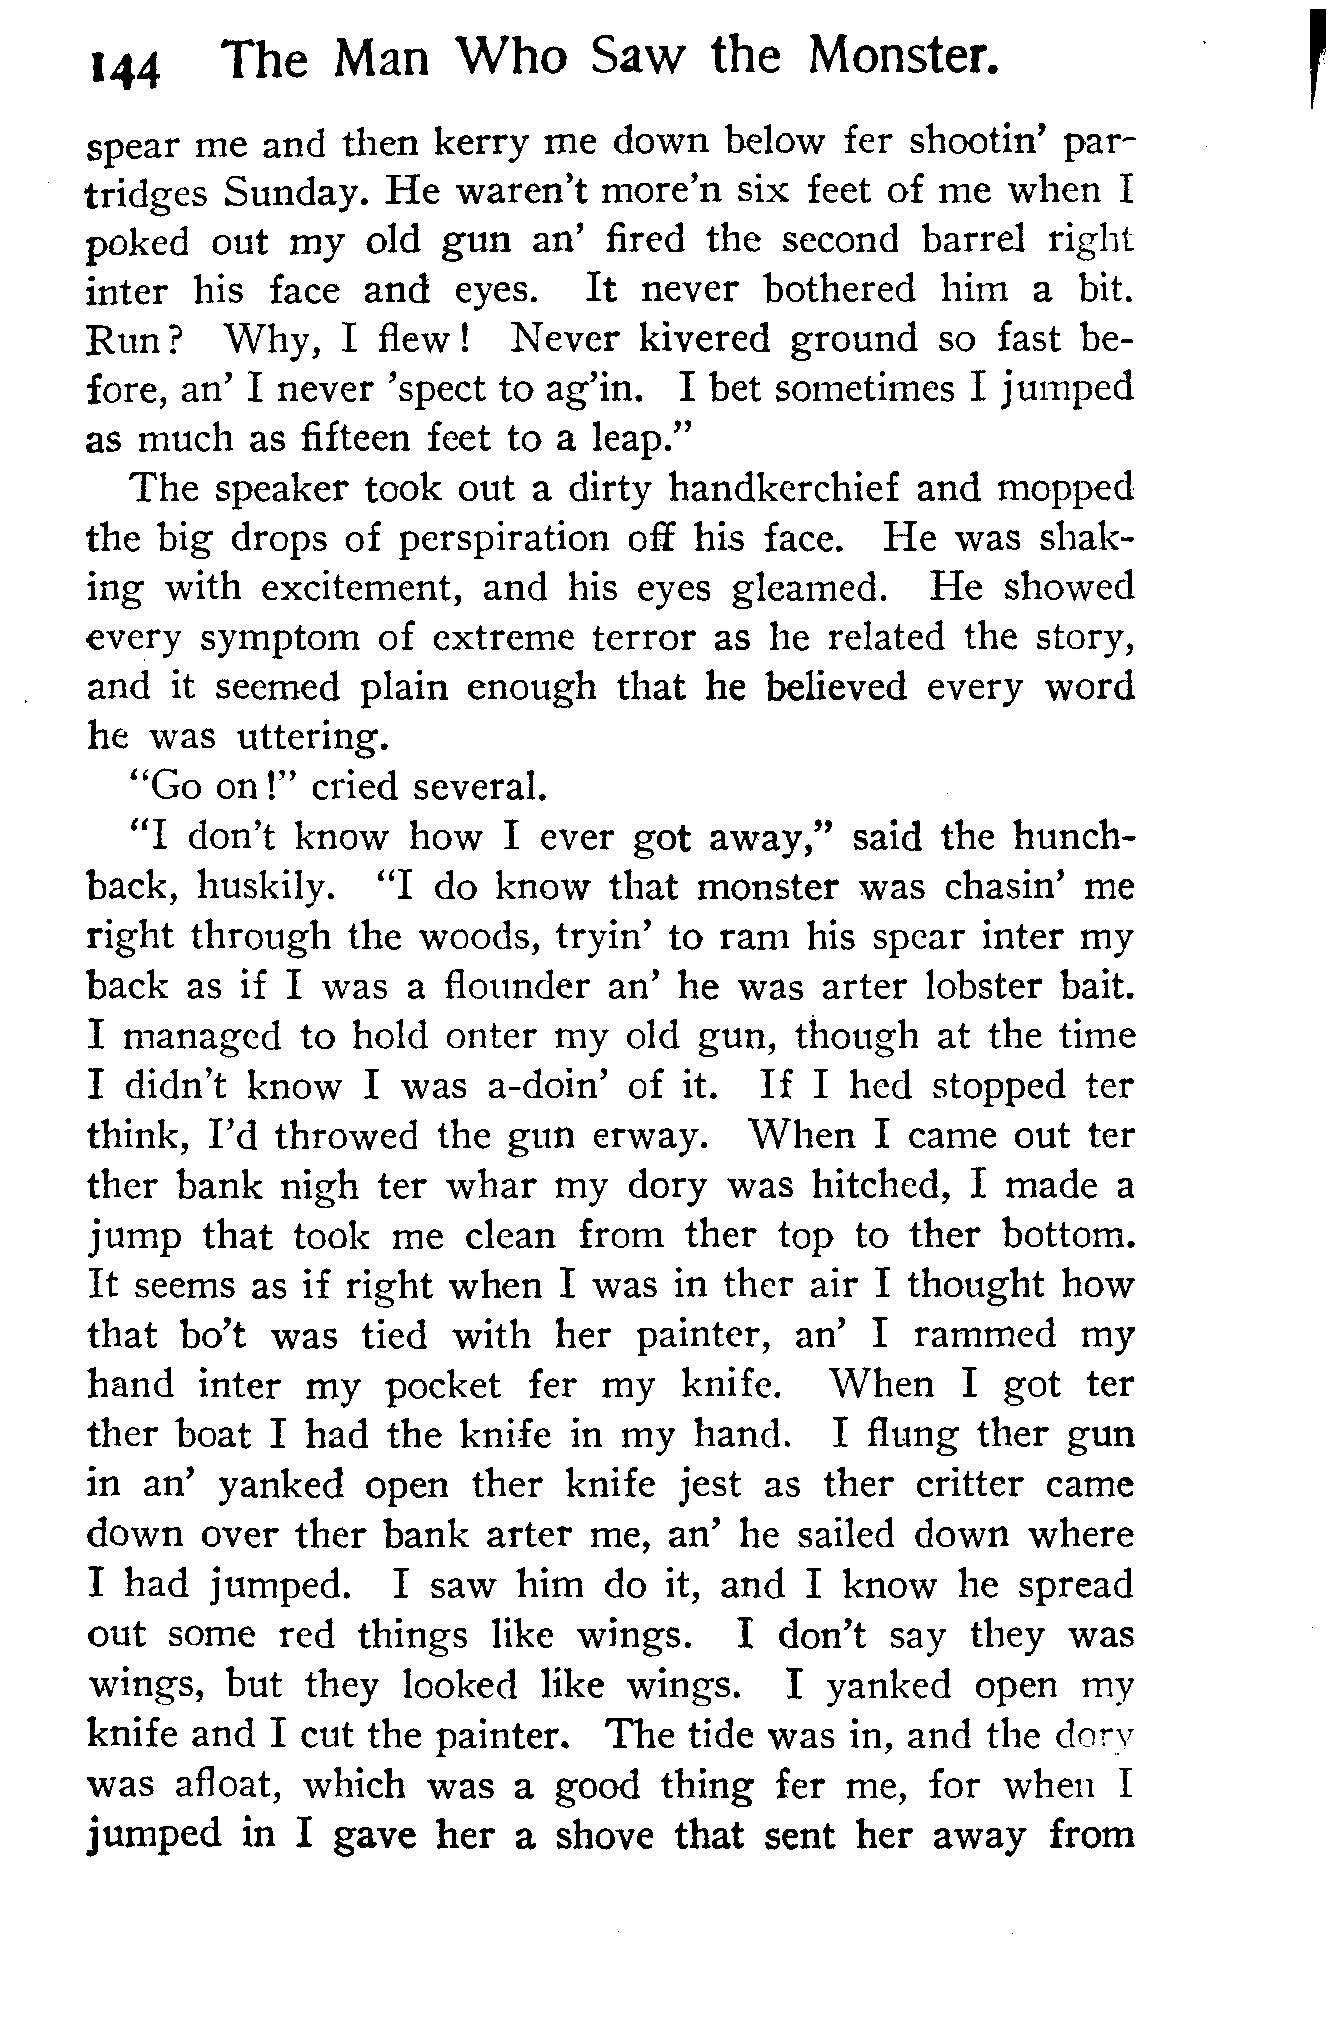 144 The Man Who Saw the Monster.
spear me and then kerry me down below fer shootin' par-
tridges Sunday. He waren't more'n six feet of me when I
poked out my old gun an' fired the second barrel right
inter his face and eyes. It never bothered him a bit.
Run? Why, I flew! Never kivered ground so fast be-
fore, an' I never 'spect to ag'in. I bet sometimes I jumped
as much as fifteen feet to a leap."
The speaker took out a dirty handkerchief and mopped
the big drops of perspiration off his face. He was shak-
ing with excitement, and his eyes gleamed. He showed
every symptom of extreme terror as he related the story,
and it seemed plain enough that he believed every word
he was uttering.
"Go on!" cried several.
"I don't know how I ever got away," said the hunch-
back, huskily. "I do know that monster was chasin' me
right through the woods, tryin' to ram his spear inter my
back as if I was a flounder an' he was arter lobster bait.
I managed to hold onter my old gun, though at the time
I didn't know I was a-doin' of it. If I hed stopped ter
think, I'd throwed the gun erway. When I came out ter
ther bank nigh ter whar my dory was hitched, I made a
jump that took me clean from ther top to ther bottom.
It seems as if right when I was in ther air I thought how
that bo't was tied with her painter, an' I rammed my
hand inter my pocket fer my knife. When I got ter
ther boat I had the knife in my hand. I flung ther gun
in an' yanked open ther knife jest as ther critter came
down over ther bank arter me, an' he sailed down where
I had jumped. I saw him do it, and I know he spread
out some red things like wings. I don't say they was
wings, but they looked like wings. I yanked open my
knife and I cut the painter. The tide was in, and the dory
was afloat, which was a good thing fer me, for when I
jumped in I gave her a shove that sent her away from